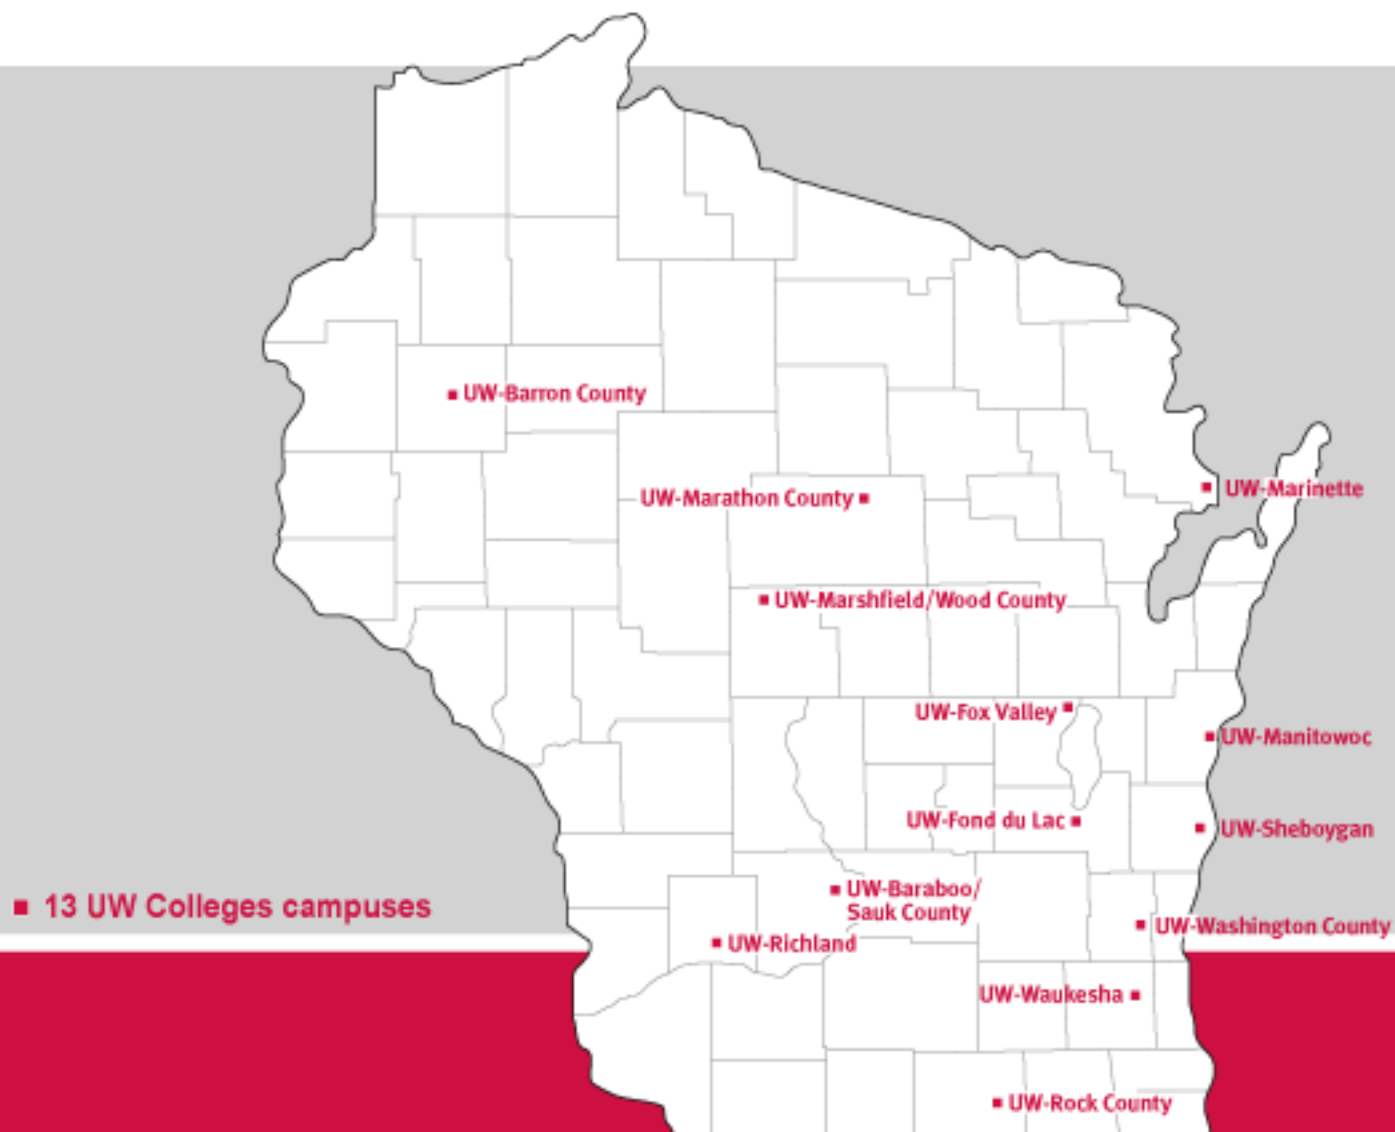 UW-Barron County
UW-Marinette
UW-Marathon County
UW-Marshfield/Wood County
UW-Fox Valley
UW-Manitowoc
UW-Fond du Lac
UW-Sheboygan
UW-Baraboo/
Sauk County
13 UW Colleges campuses
UW-Washington County
UW-Richland
UW-Waukesha
UW-Rock County